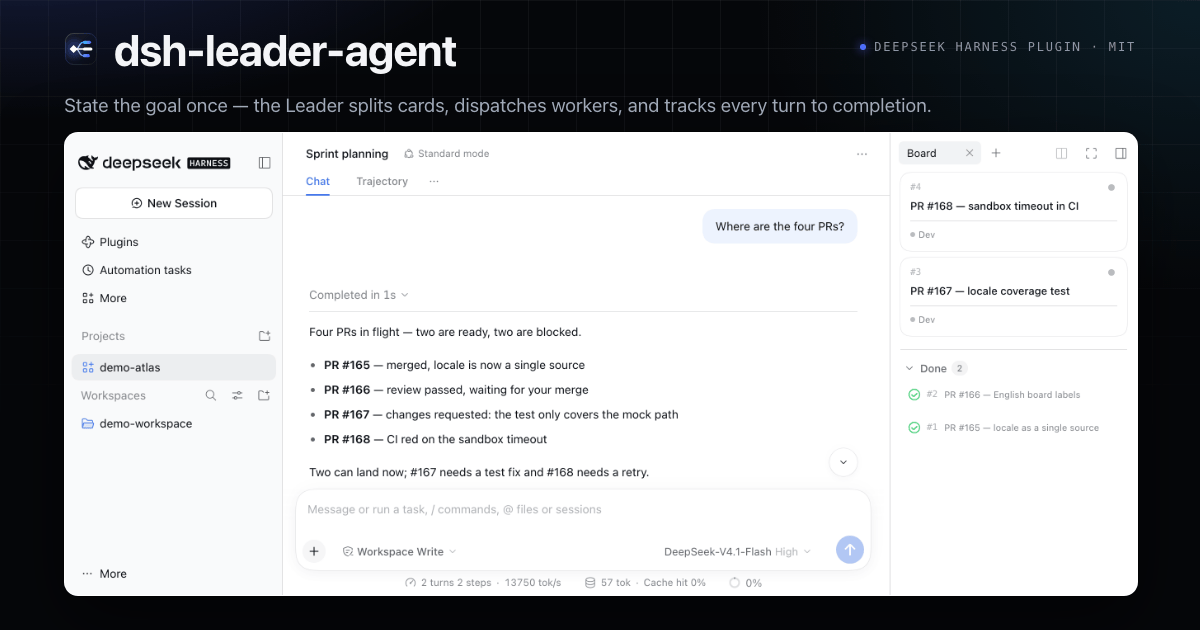 dsh-leader-agent
DEEPSEEK HARNESS PLUGIN · MIT
State the goal once — the Leader splits cards, dispatches workers, and tracks every turn to completion.
deepseek HARNESS
New Session
Plugins
Automation tasks
More
Projects
demo-atlas
Workspaces
demo-workspace
··· More
Sprint planning
Standard mode
···
Chat
Trajectory
···
Where are the four PRs?
Completed in 1s
Four PRs in flight — two are ready, two are blocked.
• PR #165 — merged, locale is now a single source
• PR #166 — review passed, waiting for your merge
• PR #167 — changes requested: the test only covers the mock path
• PR #168 — CI red on the sandbox timeout
Two can land now; #167 needs a test fix and #168 needs a retry.
Message or run a task, / commands, @ files or sessions
Workspace Write
DeepSeek-V4.1-Flash High
2 turns 2 steps · 13750 tok/s
57 tok · Cache hit 0%
0%
Board
#4
PR #168 — sandbox timeout in CI
Dev
#3
PR #167 — locale coverage test
Dev
Done 2
#2 PR #166 — English board labels
#1 PR #165 — locale as a single source